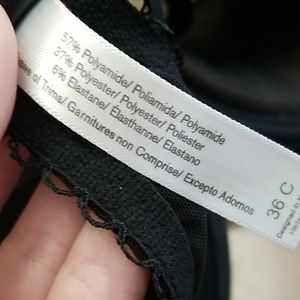 57% Polyamide/ Poliamida/ Polyamide
37% Polyester/ Polyester/ Poliester
6% Elastane/ Élasthanne/ Elastano
of Trims/ Garnitures non Comprise/ Excepto Adornos
36 C
Designed in